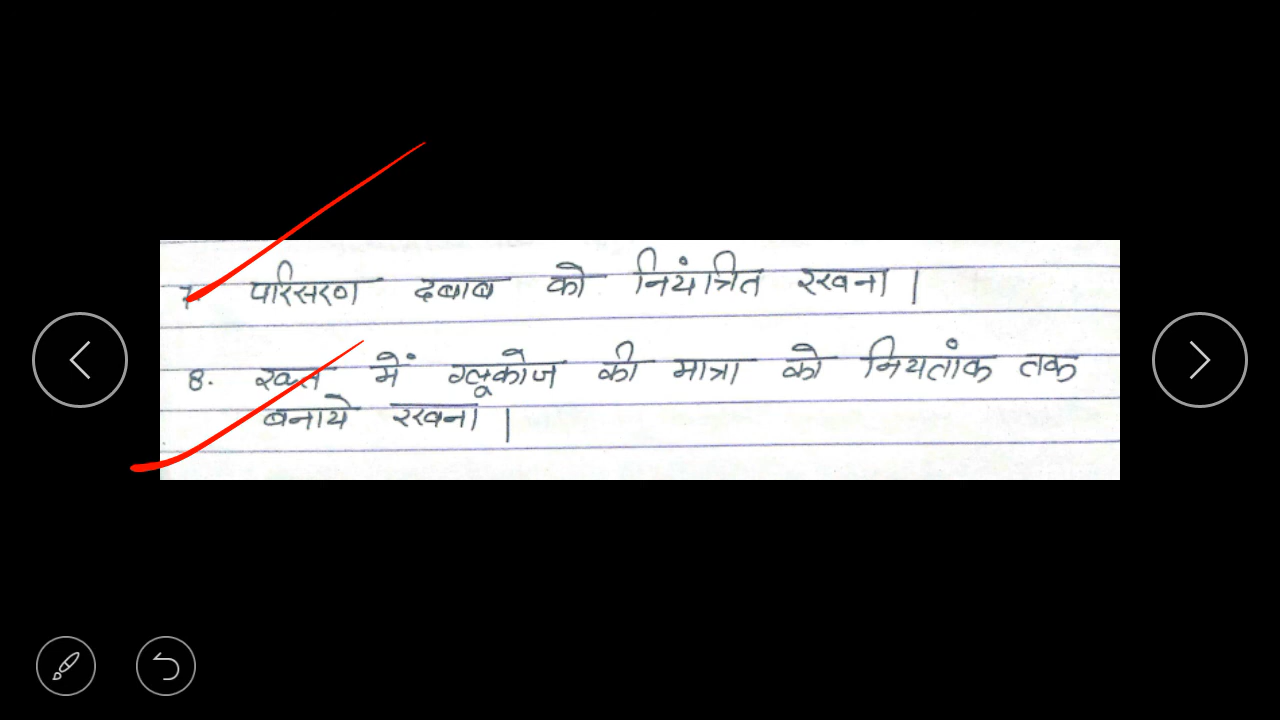 7. परिसरण दबाब को नियंत्रित रखना |
8. रक्त में ग्लूकोज की मात्रा को नियतांक तक
बनाये रखना |